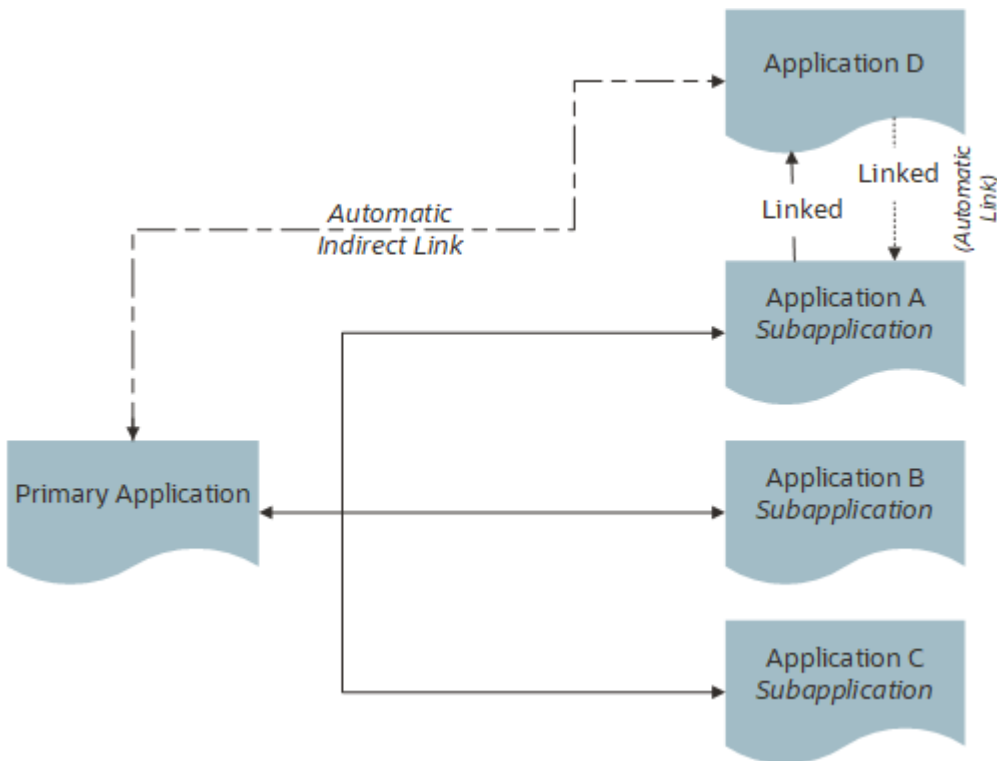 Application D
Linked
Linked
(Automatic
Link)
Automatic
Indirect Link
Application A
Subapplication
Primary Application
Application B
Subapplication
Application C
Subapplication